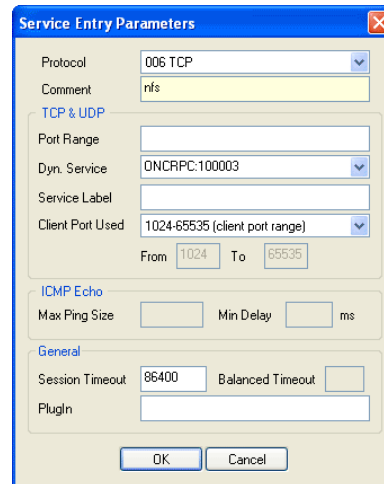 Service Entry Parameters
Protocol 006 TCP
Comment nfs
TCP & UDP
Port Range
Dyn. Service ONCRPC:100003
Service Label
Client Port Used 1024-65535 (client port range)
From 1024 To 65535
ICMP Echo
Max Ping Size Min Delay ms
General
Session Timeout 86400 Balanced Timeout
PlugIn
OK Cancel